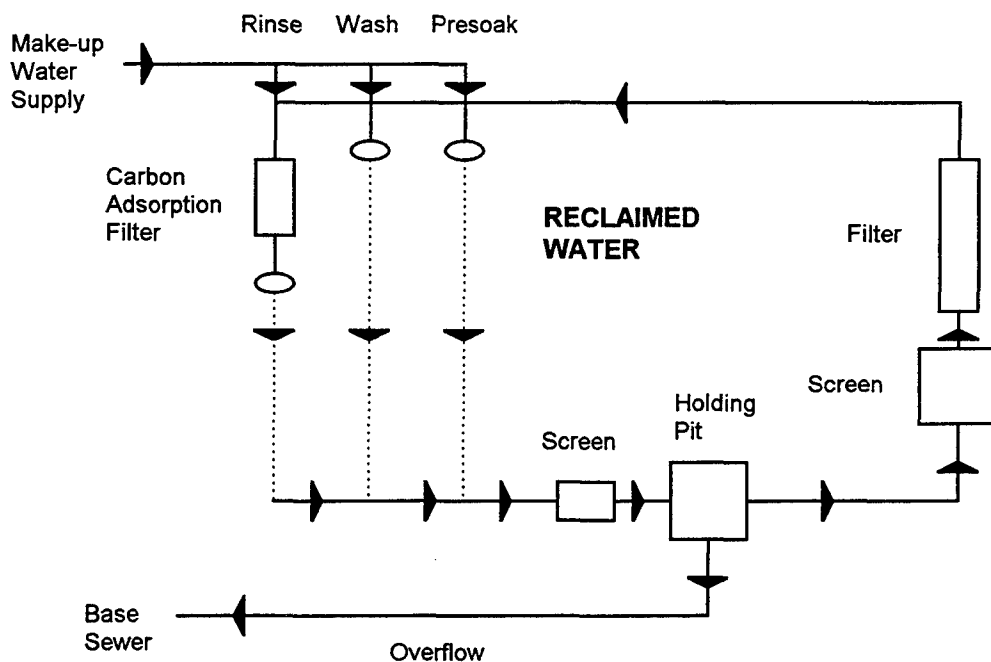 Rinse Wash Presoak
Make-up
Water
Supply
Carbon
Adsorption
Filter
RECLAIMED
WATER
Filter
Screen
Holding
Pit
Screen
Base
Sewer
Overflow